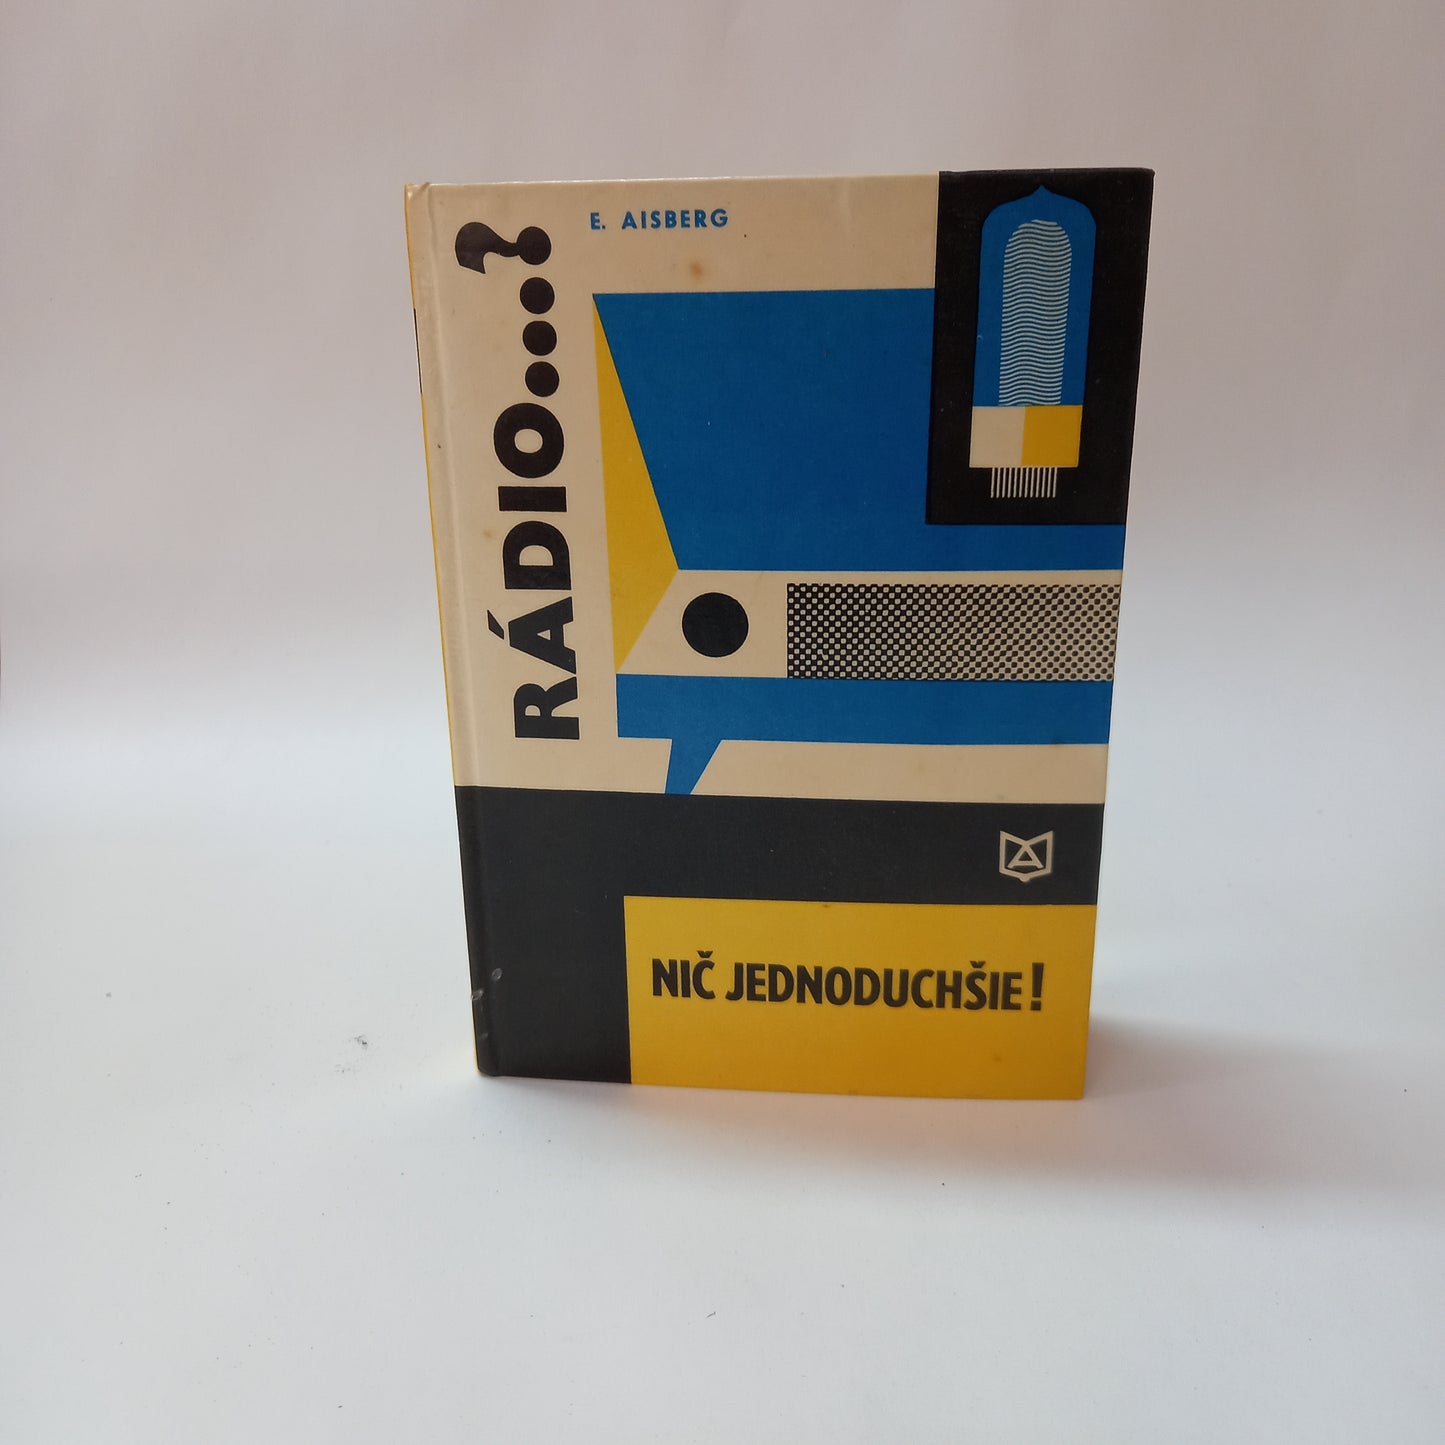 E. AISBERG
RÁDIO....?
NIČ JEDNODUCHŠIE!